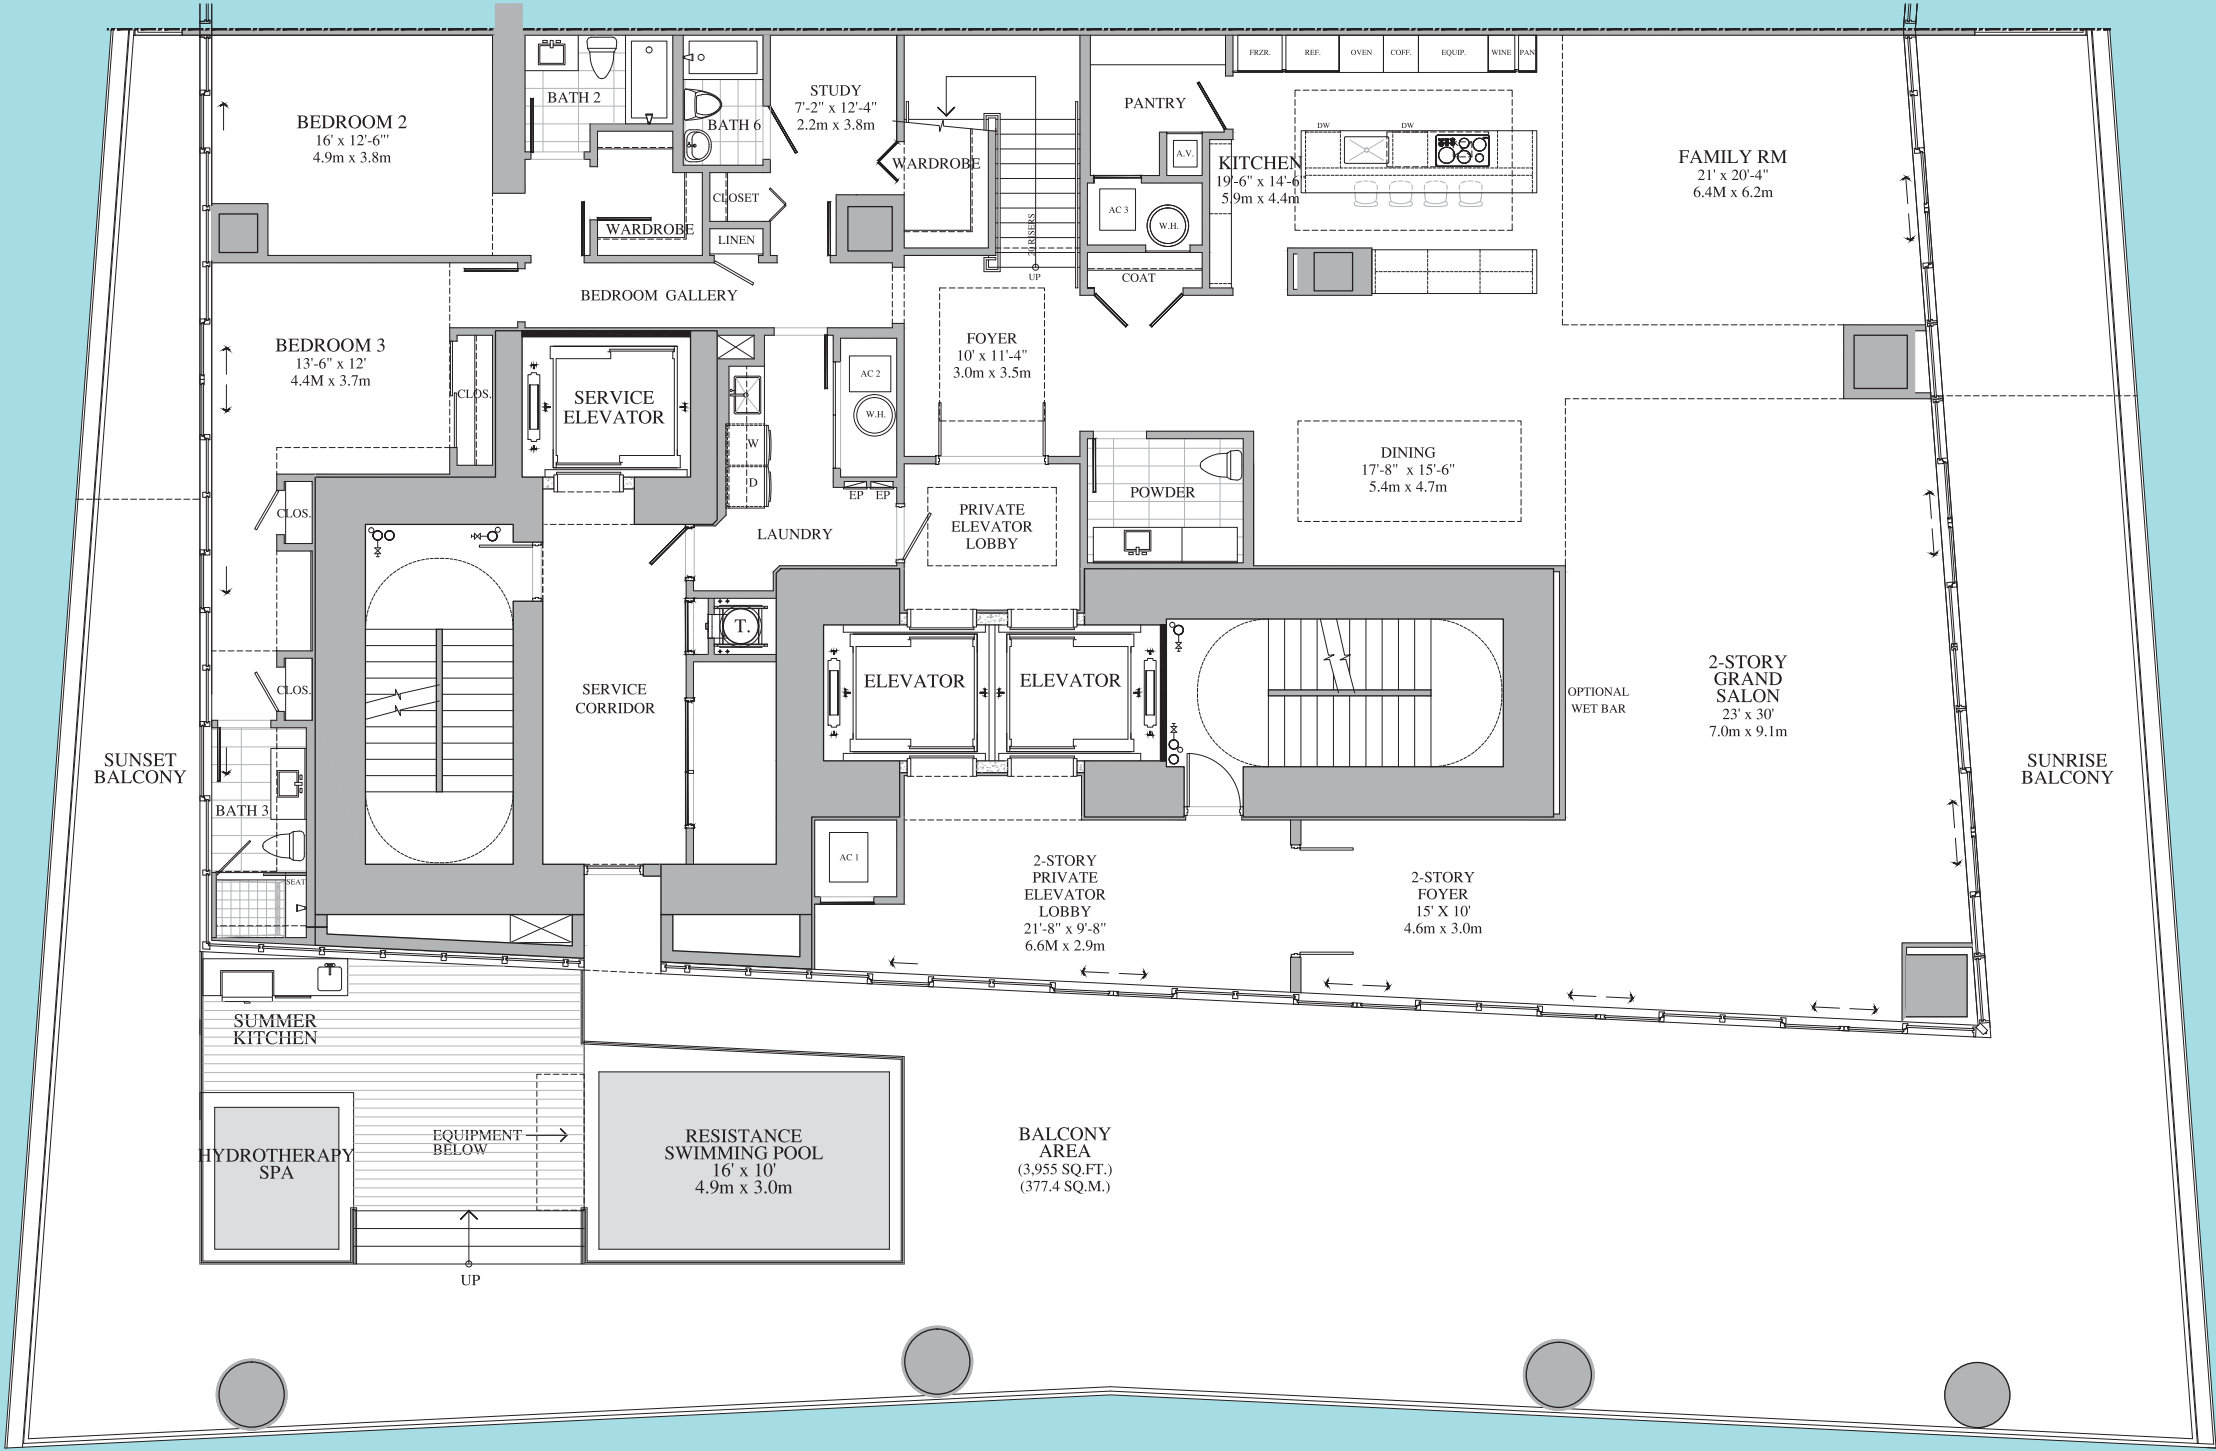 FRZR.
REF.
OVEN
COFF.
EQUIP.
WINE
PAN
BATH 2
STUDY
7'-2" x 12'-4"
2.2m x 3.8m
BEDROOM 2
16' x 12'-6'"
4.9m x 3.8m
BATH 6
PANTRY
DW
DW
WARDROBE
A.V.
KITCHEN
19'-6" x 14'-6
5.9m x 4.4m
FAMILY RM
21' x 20'-4"
6.4M x 6.2m
CLOSET
AC 3
W.H.
WARDROBE
LINEN
20 RISERS
UP
COAT
BEDROOM GALLERY
BEDROOM 3
13'-6" x 12'
4.4M x 3.7m
CLOS.
SERVICE
ELEVATOR
AC 2
W.H.
FOYER
10' x 11'-4"
3.0m x 3.5m
W
D
EP
EP
DINING
17'-8" x 15'-6"
5.4m x 4.7m
POWDER
PRIVATE
ELEVATOR
LOBBY
CLOS.
LAUNDRY
T.
CLOS.
SERVICE
CORRIDOR
ELEVATOR
ELEVATOR
OPTIONAL
WET BAR
2-STORY
GRAND
SALON
23' x 30'
7.0m x 9.1m
SUNSET
BALCONY
SUNRISE
BALCONY
BATH 3
SEAT
AC 1
2-STORY
PRIVATE
ELEVATOR
LOBBY
21'-8" x 9'-8"
6.6M x 2.9m
2-STORY
FOYER
15' X 10'
4.6m x 3.0m
SUMMER
KITCHEN
HYDROTHERAPY
SPA
EQUIPMENT
BELOW
RESISTANCE
SWIMMING POOL
16' x 10'
4.9m x 3.0m
BALCONY
AREA
(3,955 SQ.FT.)
(377.4 SQ.M.)
UP